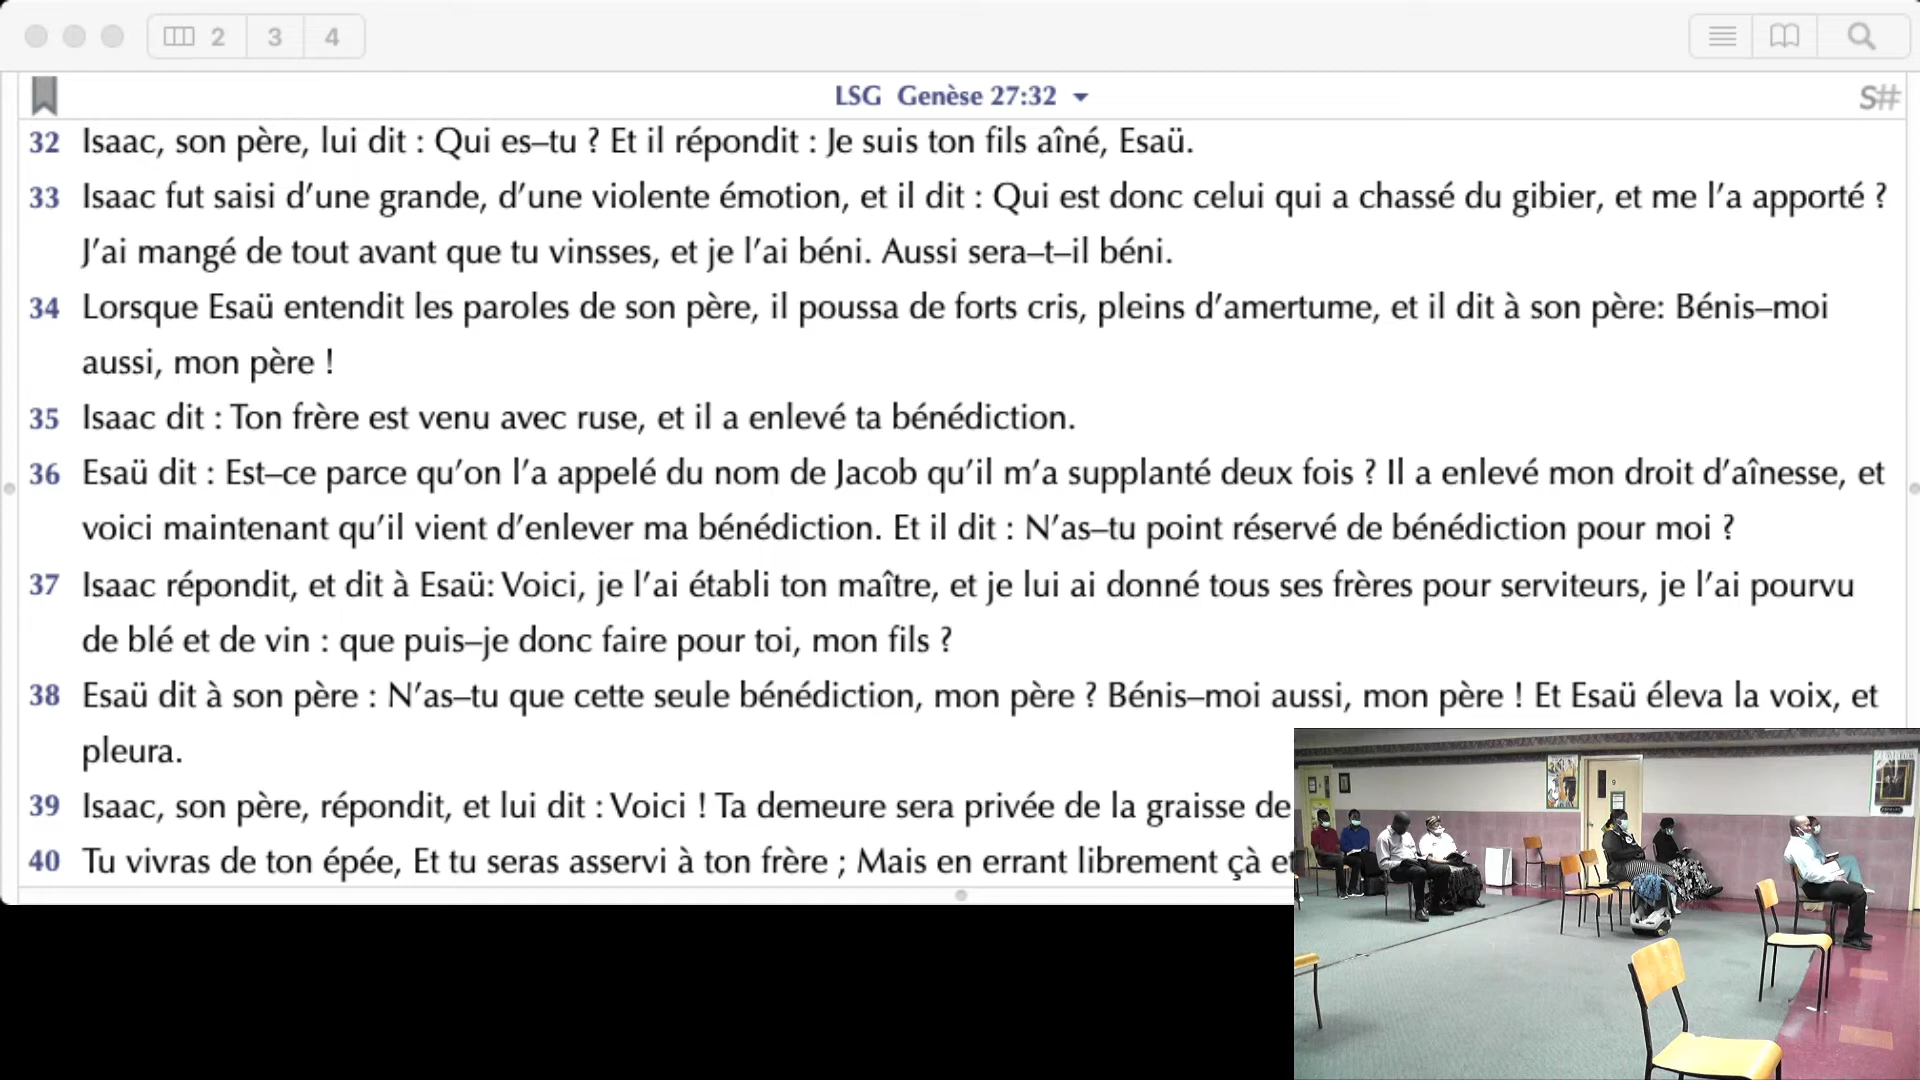 2 3 4
LSG Genèse 27:32
S#
32 Isaac, son père, lui dit : Qui es–tu ? Et il répondit : Je suis ton fils aîné, Esaü.
33 Isaac fut saisi d’une grande, d’une violente émotion, et il dit : Qui est donc celui qui a chassé du gibier, et me l’a apporté ?
J’ai mangé de tout avant que tu vinsses, et je l’ai béni. Aussi sera–t–il béni.
34 Lorsque Esaü entendit les paroles de son père, il poussa de forts cris, pleins d’amertume, et il dit à son père: Bénis–moi
aussi, mon père !
35 Isaac dit : Ton frère est venu avec ruse, et il a enlevé ta bénédiction.
36 Esaü dit : Est–ce parce qu’on l’a appelé du nom de Jacob qu’il m’a supplanté deux fois ? Il a enlevé mon droit d’aînesse, et
voici maintenant qu’il vient d’enlever ma bénédiction. Et il dit : N’as–tu point réservé de bénédiction pour moi ?
37 Isaac répondit, et dit à Esaü: Voici, je l’ai établi ton maître, et je lui ai donné tous ses frères pour serviteurs, je l’ai pourvu
de blé et de vin : que puis–je donc faire pour toi, mon fils ?
38 Esaü dit à son père : N’as–tu que cette seule bénédiction, mon père ? Bénis–moi aussi, mon père ! Et Esaü éleva la voix, et
pleura.
39 Isaac, son père, répondit, et lui dit : Voici ! Ta demeure sera privée de la graisse de
40 Tu vivras de ton épée, Et tu seras asservi à ton frère ; Mais en errant librement çà et